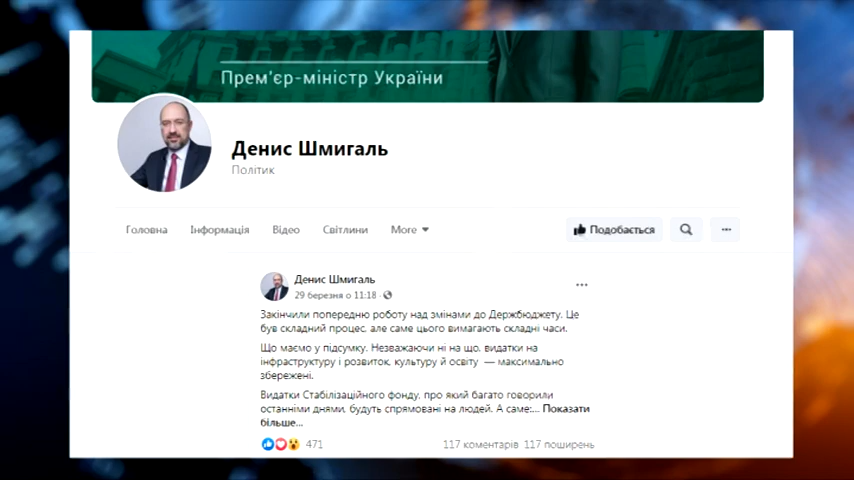 Прем'єр-міністр України
Денис Шмигаль
Політик
Головна Інформація Відео Світлини More Подобається
Денис Шмигаль
29 березня о 11:18
Закінчили попередню роботу над змінами до Держбюджету. Це
був складний процес, але саме цього вимагають складні часи.
Що маємо у підсумку. Незважаючи ні на що, видатки на
інфраструктуру і розвиток, культуру й освіту — максимально
збережені.
Видатки Стабілізаційного фонду, про який багато говорили
останніми днями, будуть спрямовані на людей. А саме:... Показати
більше...
471 117 коментарів 117 поширень